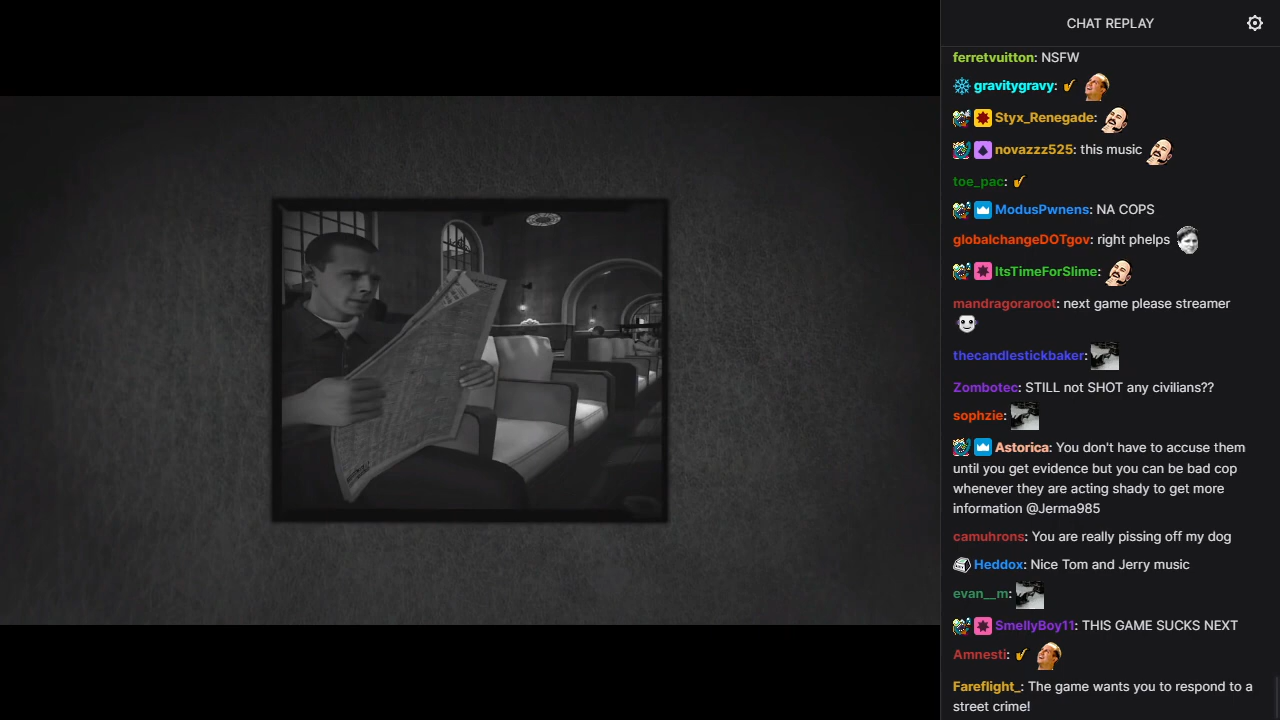 CHAT REPLAY
ferretvuitton: NSFW
gravitygravy:
Styx_Renegade:
novazzz525: this music
toe_pac:
ModusPwnens: NA COPS
globalchangeDOTgov: right phelps
ItsTimeForSlime:
mandragoraroot: next game please streamer
thecandlestickbaker:
Zombotec: STILL not SHOT any civilians??
sophzie:
Astorica: You don't have to accuse them
until you get evidence but you can be bad cop
whenever they are acting shady to get more
information @Jerma985
camuhrons: You are really pissing off my dog
Heddox: Nice Tom and Jerry music
evan__m:
SmellyBoy11: THIS GAME SUCKS NEXT
Amnesti:
Fareflight_: The game wants you to respond to a
street crime!